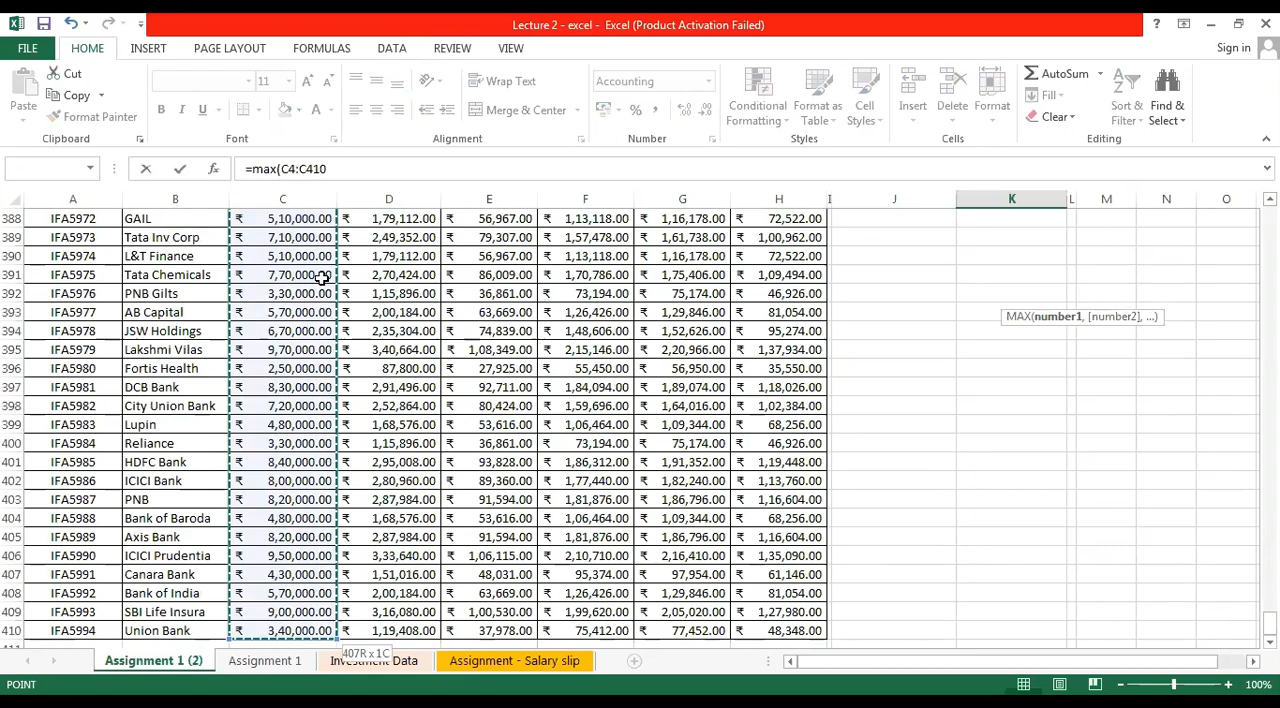 Lecture 2 - excel - Excel (Product Activation Failed)
FILE HOME INSERT PAGE LAYOUT FORMULAS DATA REVIEW VIEW Sign in
Paste Cut Copy Format Painter
11
Wrap Text Merge & Center
Accounting
Conditional Formatting Format as Table Cell Styles
Insert Delete Format
AutoSum Fill Clear Sort & Filter Find & Select
Clipboard Font Alignment Number Styles Cells Editing
=max(C4:C410
A B C D E F G H I J K L M N O
388 IFA5972 GAIL ₹ 5,10,000.00 ₹ 1,79,112.00 ₹ 56,967.00 ₹ 1,13,118.00 ₹ 1,16,178.00 ₹ 72,522.00
389 IFA5973 Tata Inv Corp ₹ 7,10,000.00 ₹ 2,49,352.00 ₹ 79,307.00 ₹ 1,57,478.00 ₹ 1,61,738.00 ₹ 1,00,962.00
390 IFA5974 L&T Finance ₹ 5,10,000.00 ₹ 1,79,112.00 ₹ 56,967.00 ₹ 1,13,118.00 ₹ 1,16,178.00 ₹ 72,522.00
391 IFA5975 Tata Chemicals ₹ 7,70,000.00 ₹ 2,70,424.00 ₹ 86,009.00 ₹ 1,70,786.00 ₹ 1,75,406.00 ₹ 1,09,494.00
392 IFA5976 PNB Gilts ₹ 3,30,000.00 ₹ 1,15,896.00 ₹ 36,861.00 ₹ 73,194.00 ₹ 75,174.00 ₹ 46,926.00
393 IFA5977 AB Capital ₹ 5,70,000.00 ₹ 2,00,184.00 ₹ 63,669.00 ₹ 1,26,426.00 ₹ 1,29,846.00 ₹ 81,054.00
MAX(number1, [number2], ...)
394 IFA5978 JSW Holdings ₹ 6,70,000.00 ₹ 2,35,304.00 ₹ 74,839.00 ₹ 1,48,606.00 ₹ 1,52,626.00 ₹ 95,274.00
395 IFA5979 Lakshmi Vilas ₹ 9,70,000.00 ₹ 3,40,664.00 ₹ 1,08,349.00 ₹ 2,15,146.00 ₹ 2,20,966.00 ₹ 1,37,934.00
396 IFA5980 Fortis Health ₹ 2,50,000.00 ₹ 87,800.00 ₹ 27,925.00 ₹ 55,450.00 ₹ 56,950.00 ₹ 35,550.00
397 IFA5981 DCB Bank ₹ 8,30,000.00 ₹ 2,91,496.00 ₹ 92,711.00 ₹ 1,84,094.00 ₹ 1,89,074.00 ₹ 1,18,026.00
398 IFA5982 City Union Bank ₹ 7,20,000.00 ₹ 2,52,864.00 ₹ 80,424.00 ₹ 1,59,696.00 ₹ 1,64,016.00 ₹ 1,02,384.00
399 IFA5983 Lupin ₹ 4,80,000.00 ₹ 1,68,576.00 ₹ 53,616.00 ₹ 1,06,464.00 ₹ 1,09,344.00 ₹ 68,256.00
400 IFA5984 Reliance ₹ 3,30,000.00 ₹ 1,15,896.00 ₹ 36,861.00 ₹ 73,194.00 ₹ 75,174.00 ₹ 46,926.00
401 IFA5985 HDFC Bank ₹ 8,40,000.00 ₹ 2,95,008.00 ₹ 93,828.00 ₹ 1,86,312.00 ₹ 1,91,352.00 ₹ 1,19,448.00
402 IFA5986 ICICI Bank ₹ 8,00,000.00 ₹ 2,80,960.00 ₹ 89,360.00 ₹ 1,77,440.00 ₹ 1,82,240.00 ₹ 1,13,760.00
403 IFA5987 PNB ₹ 8,20,000.00 ₹ 2,87,984.00 ₹ 91,594.00 ₹ 1,81,876.00 ₹ 1,86,796.00 ₹ 1,16,604.00
404 IFA5988 Bank of Baroda ₹ 4,80,000.00 ₹ 1,68,576.00 ₹ 53,616.00 ₹ 1,06,464.00 ₹ 1,09,344.00 ₹ 68,256.00
405 IFA5989 Axis Bank ₹ 8,20,000.00 ₹ 2,87,984.00 ₹ 91,594.00 ₹ 1,81,876.00 ₹ 1,86,796.00 ₹ 1,16,604.00
406 IFA5990 ICICI Prudentia ₹ 9,50,000.00 ₹ 3,33,640.00 ₹ 1,06,115.00 ₹ 2,10,710.00 ₹ 2,16,410.00 ₹ 1,35,090.00
407 IFA5991 Canara Bank ₹ 4,30,000.00 ₹ 1,51,016.00 ₹ 48,031.00 ₹ 95,374.00 ₹ 97,954.00 ₹ 61,146.00
408 IFA5992 Bank of India ₹ 5,70,000.00 ₹ 2,00,184.00 ₹ 63,669.00 ₹ 1,26,426.00 ₹ 1,29,846.00 ₹ 81,054.00
409 IFA5993 SBI Life Insura ₹ 9,00,000.00 ₹ 3,16,080.00 ₹ 1,00,530.00 ₹ 1,99,620.00 ₹ 2,05,020.00 ₹ 1,27,980.00
410 IFA5994 Union Bank ₹ 3,40,000.00 ₹ 1,19,408.00 ₹ 37,978.00 ₹ 75,412.00 ₹ 77,452.00 ₹ 48,348.00
407R x 1C
Assignment 1 (2) Assignment 1 Investment Data Assignment - Salary slip
POINT 100%